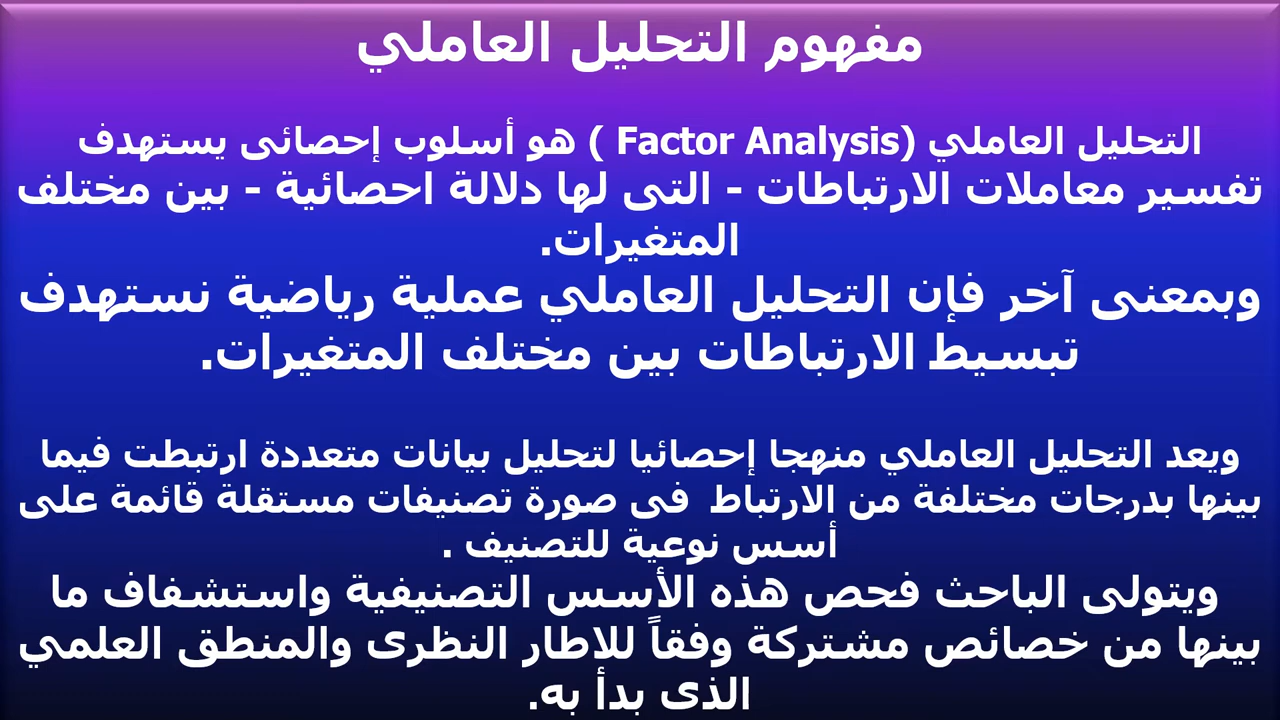 مفهوم التحليل العاملي
التحليل العاملي (Factor Analysis ) هو أسلوب إحصائى يستهدف
تفسير معاملات الارتباطات - التى لها دلالة احصائية - بين مختلف
المتغيرات.
وبمعنى آخر فإن التحليل العاملي عملية رياضية نستهدف
تبسيط الارتباطات بين مختلف المتغيرات.
ويعد التحليل العاملي منهجا إحصائيا لتحليل بيانات متعددة ارتبطت فيما
بينها بدرجات مختلفة من الارتباط فى صورة تصنيفات مستقلة قائمة على
أسس نوعية للتصنيف .
ويتولى الباحث فحص هذه الأسس التصنيفية واستشفاف ما
بينها من خصائص مشتركة وفقاً للاطار النظرى والمنطق العلمي
الذى بدأ به.